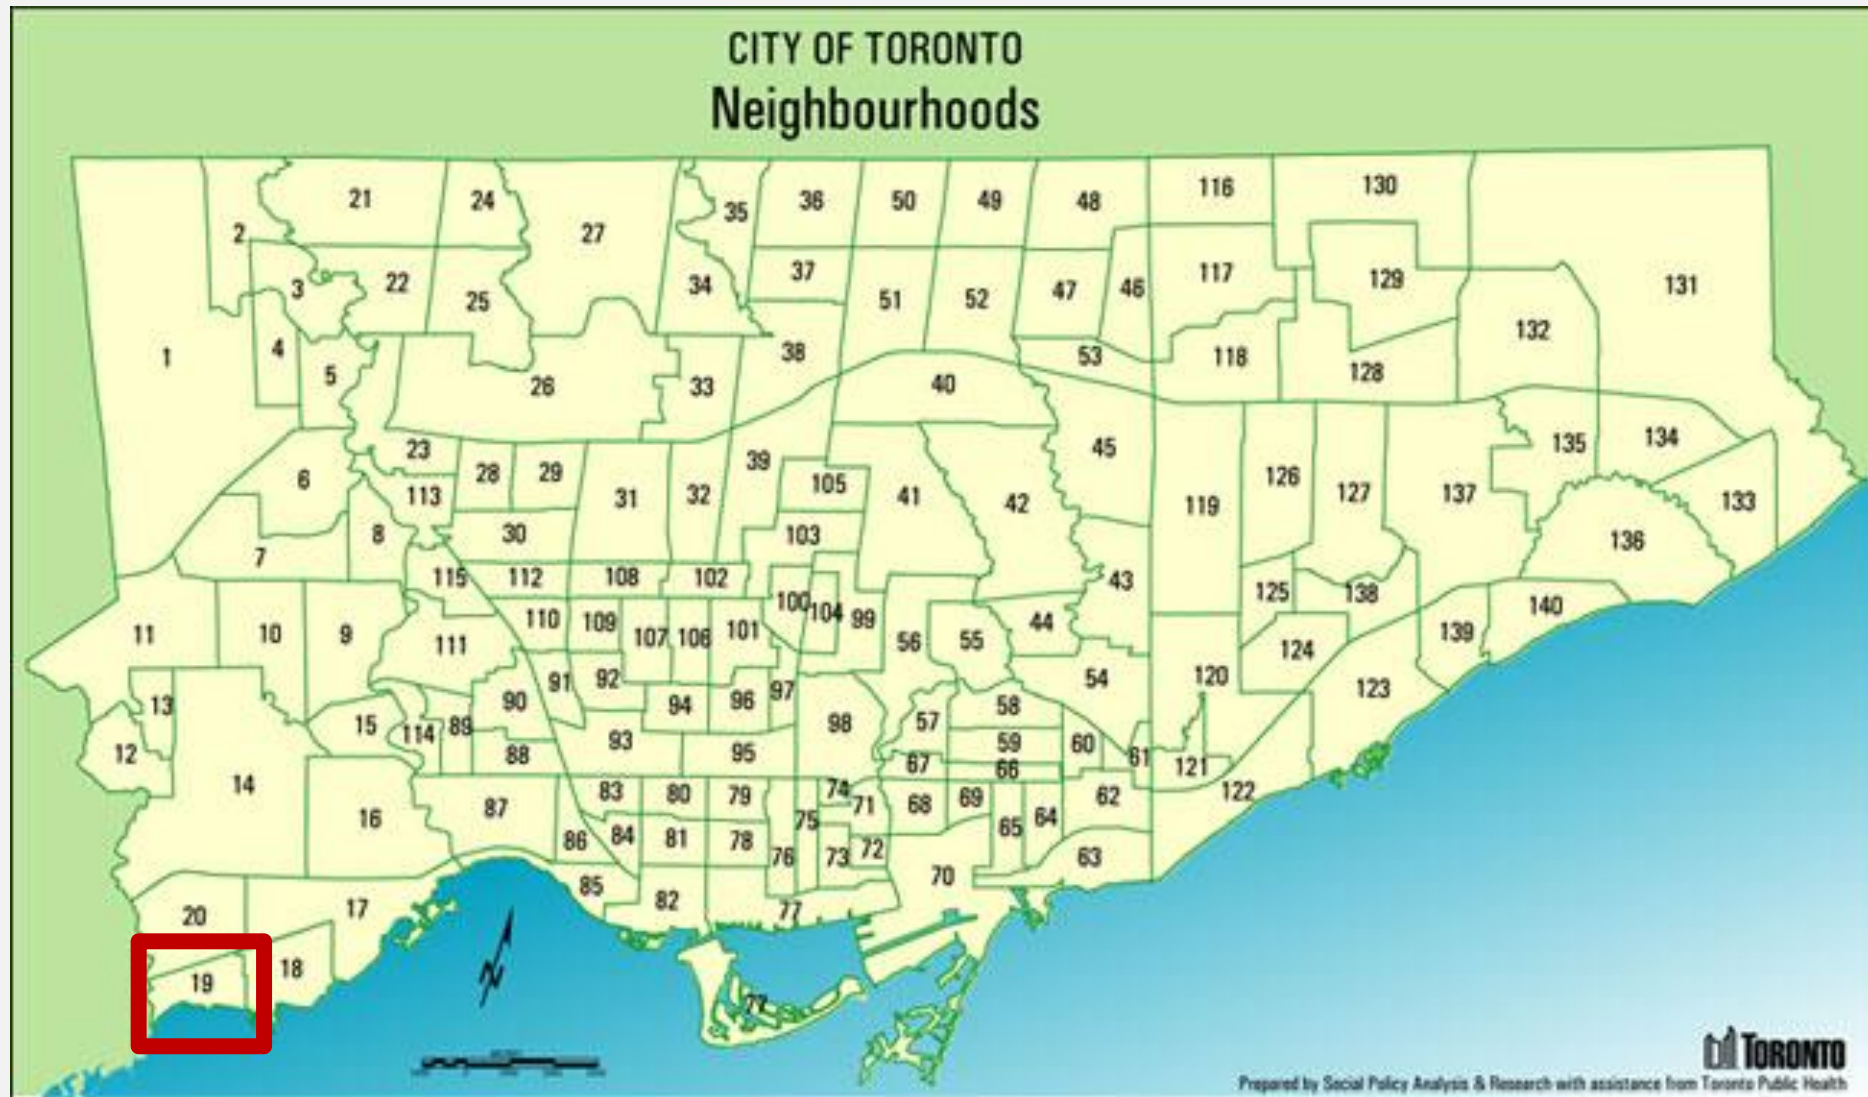 CITY OF TORONTO
Neighbourhoods
116 130
21 24 36 50 49 48
35
2 27
117 129
3 22 25 34 37 51 52 47 46 131
132
1 4 5 26 33 38 40 53 118 128
23 39 45 135 134
6 28 29 105 126
113 31 32 41 42 119 127 137 133
8 30 103 136
7
115 112 108 102 43
100 104 125 138 140
11 10 9 110 109 107 106 101 99 44 139
111 56 55 124
91 92 54 120 123
13 90 97
94 96 58
12 15 114 89 93 98 57
88 95 59 60 61
67 66 121
14 83 80 79 74 71 68 69 62 122
87 75
16 86 84 81 78 76 73 72 65 64 63
85 70
20 17 82 77
18
19
77
N
TORONTO
Prepared by Social Policy Analysis & Research with assistance from Toronto Public Health